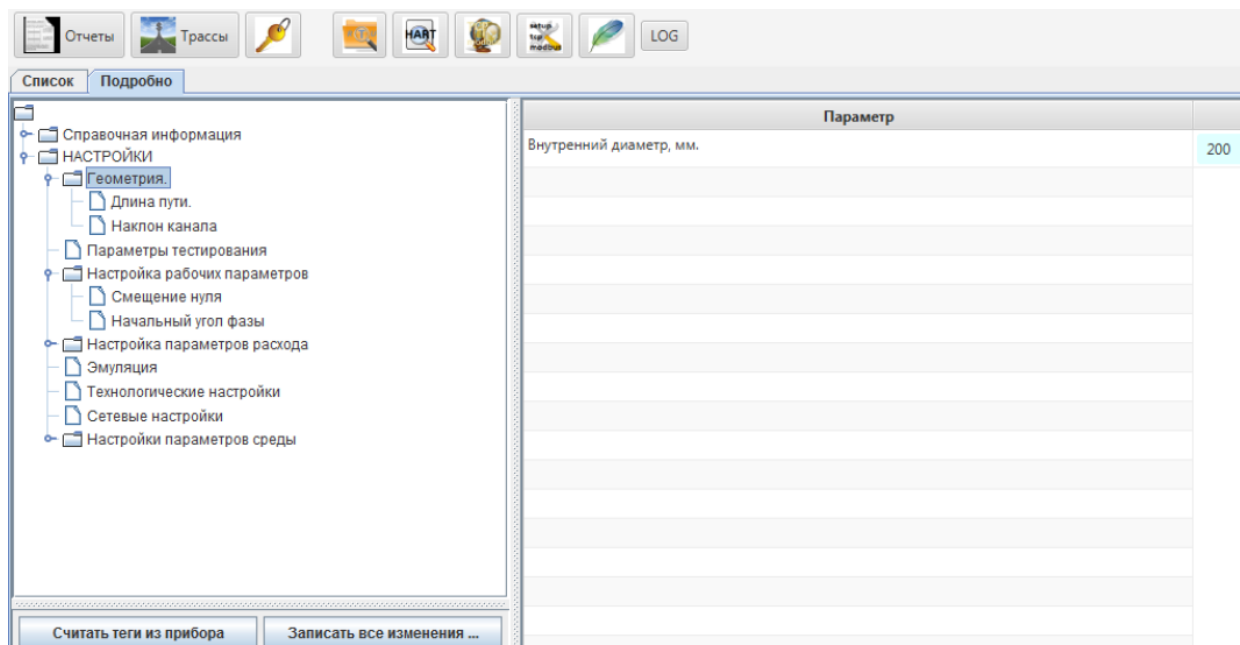 Отчеты
Трассы
HART
setup
tcp
modbus
LOG
Список
Подробно
Справочная информация
НАСТРОЙКИ
Геометрия.
Длина пути.
Наклон канала
Параметры тестирования
Настройка рабочих параметров
Смещение нуля
Начальный угол фазы
Настройка параметров расхода
Эмуляция
Технологические настройки
Сетевые настройки
Настройки параметров среды
Считать теги из прибора
Записать все изменения ...
Параметр
Внутренний диаметр, мм.
200